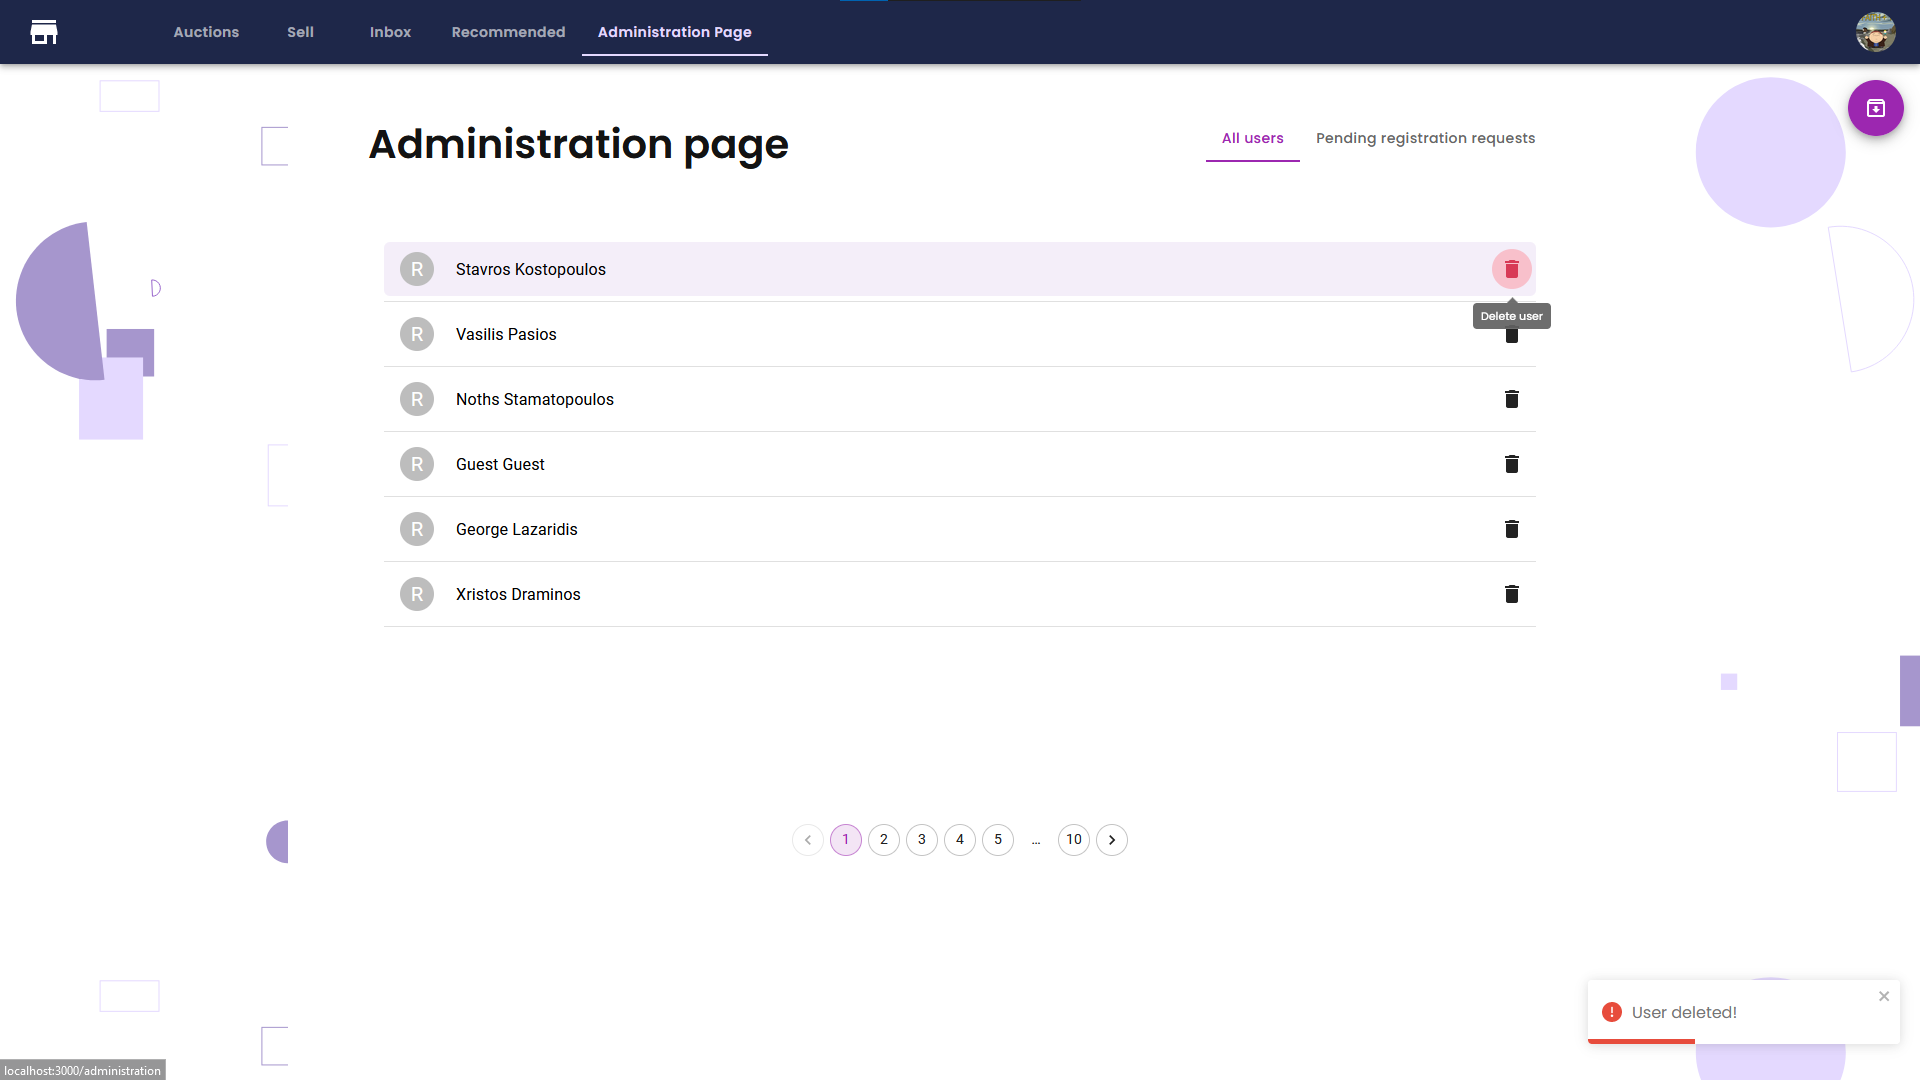 Auctions Sell Inbox Recommended Administration Page
Administration page
All users Pending registration requests
R Stavros Kostopoulos
Delete user
R Vasilis Pasios
R Noths Stamatopoulos
R Guest Guest
R George Lazaridis
R Xristos Draminos
1 2 3 4 5 ... 10
User deleted!
localhost:3000/administration